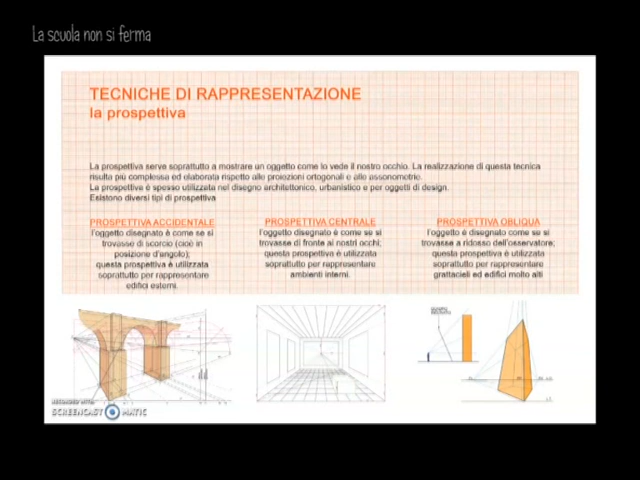 La scuola non si ferma
TECNICHE DI RAPPRESENTAZIONE
la prospettiva
La prospettiva serve soprattutto a mostrare un oggetto come lo vede il nostro occhio. La realizzazione di questa tecnica
risulta più complessa ed elaborata rispetto alle proiezioni ortogonali e alle assonometrie.
La prospettiva è spesso utilizzata nel disegno architettonico, urbanistico e per oggetti di design.
Esistono diversi tipi di prospettiva
PROSPETTIVA ACCIDENTALE
l'oggetto disegnato è come se si
trovasse di scorcio (cioè in
posizione d'angolo);
questa prospettiva è utilizzata
soprattutto per rappresentare
edifici esterni.
PROSPETTIVA CENTRALE
l'oggetto disegnato è come se si
trovasse di fronte ai nostri occhi;
questa prospettiva è utilizzata
soprattutto per rappresentare
ambienti interni.
PROSPETTIVA OBLIQUA
l'oggetto disegnato è come se si
trovasse a ridosso dell'osservatore;
questa prospettiva è utilizzata
soprattutto per rappresentare
grattacieli ed edifici molto alti
RECORDED WITH
SCREENCAST MATIC